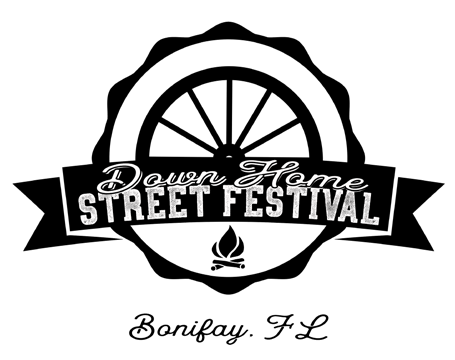 Down Home
STREET FESTIVAL
Bonifay. FL